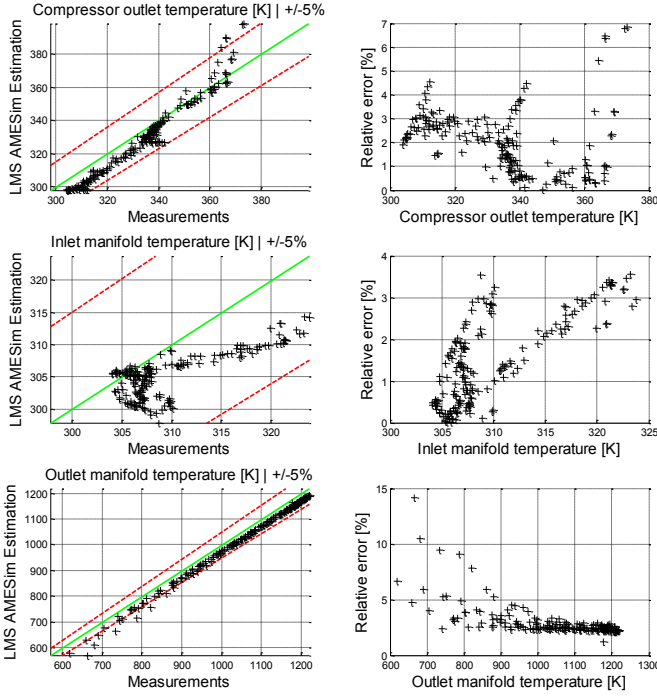 Compressor outlet temperature [K] | +/-5%
LMS AMESim Estimation
380
360
340
320
300
300 320 340 360 380
Measurements
Relative error [%]
7
6
5
4
3
2
1
0
300 320 340 360 380
Compressor outlet temperature [K]
Inlet manifold temperature [K] | +/-5%
LMS AMESim Estimation
320
315
310
305
300
300 305 310 315 320
Measurements
Relative error [%]
4
3
2
1
0
300 305 310 315 320 325
Inlet manifold temperature [K]
Outlet manifold temperature [K] | +/-5%
LMS AMESim Estimation
1200
1100
1000
900
800
700
600
600 700 800 900 1000 1100 1200
Measurements
Relative error [%]
15
10
5
0
600 700 800 900 1000 1100 1200 1300
Outlet manifold temperature [K]